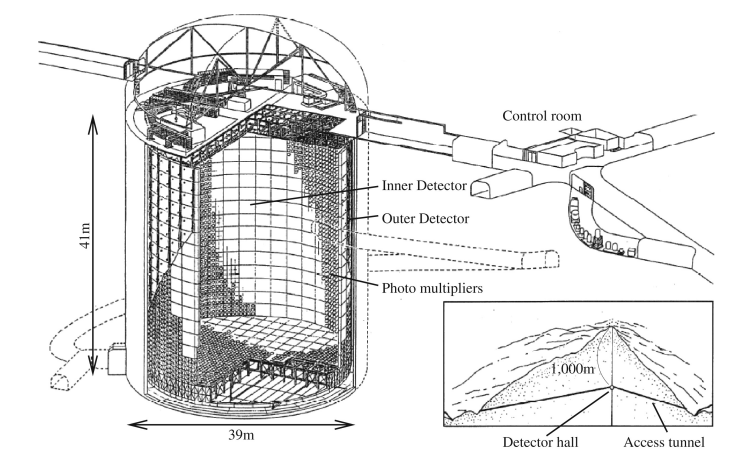 Control room
Inner Detector
Outer Detector
41m
Photo multipliers
1,000m
39m
Detector hall
Access tunnel